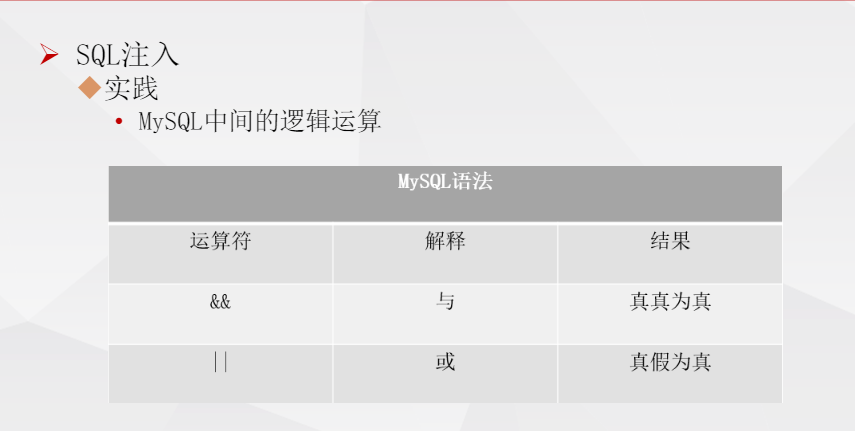 SQL注入
实践
MySQL中间的逻辑运算
MySQL语法
运算符 解释 结果
&& 与 真真为真
|| 或 真假为真